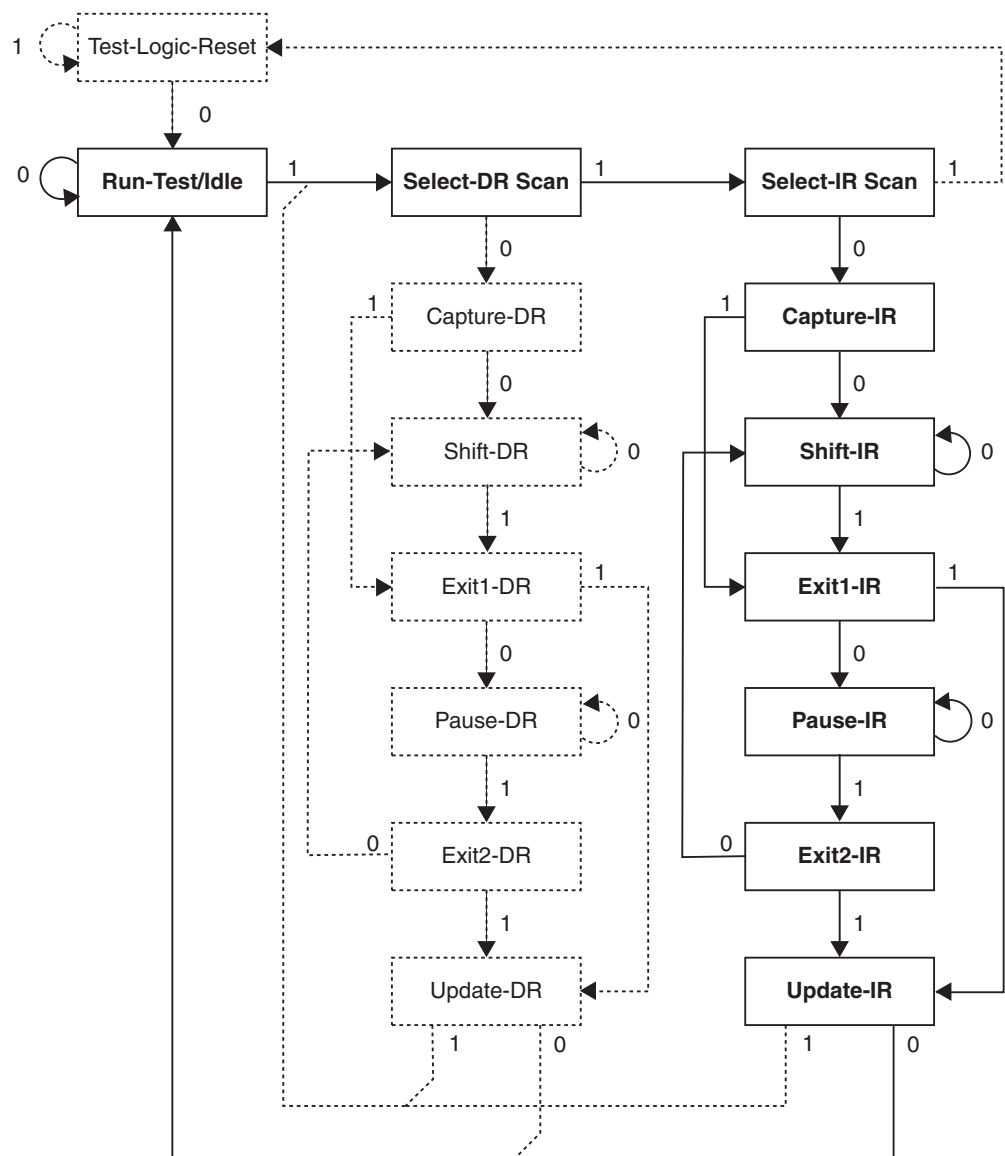 Test-Logic-Reset
1
0
0
Run-Test/Idle
1
Select-DR Scan
1
Select-IR Scan
1
0
0
1
Capture-DR
1
Capture-IR
0
0
Shift-DR
0
Shift-IR
0
1
1
Exit1-DR
1
Exit1-IR
1
0
0
Pause-DR
0
Pause-IR
0
1
1
0
Exit2-DR
0
Exit2-IR
1
1
Update-DR
Update-IR
1
0
1
0